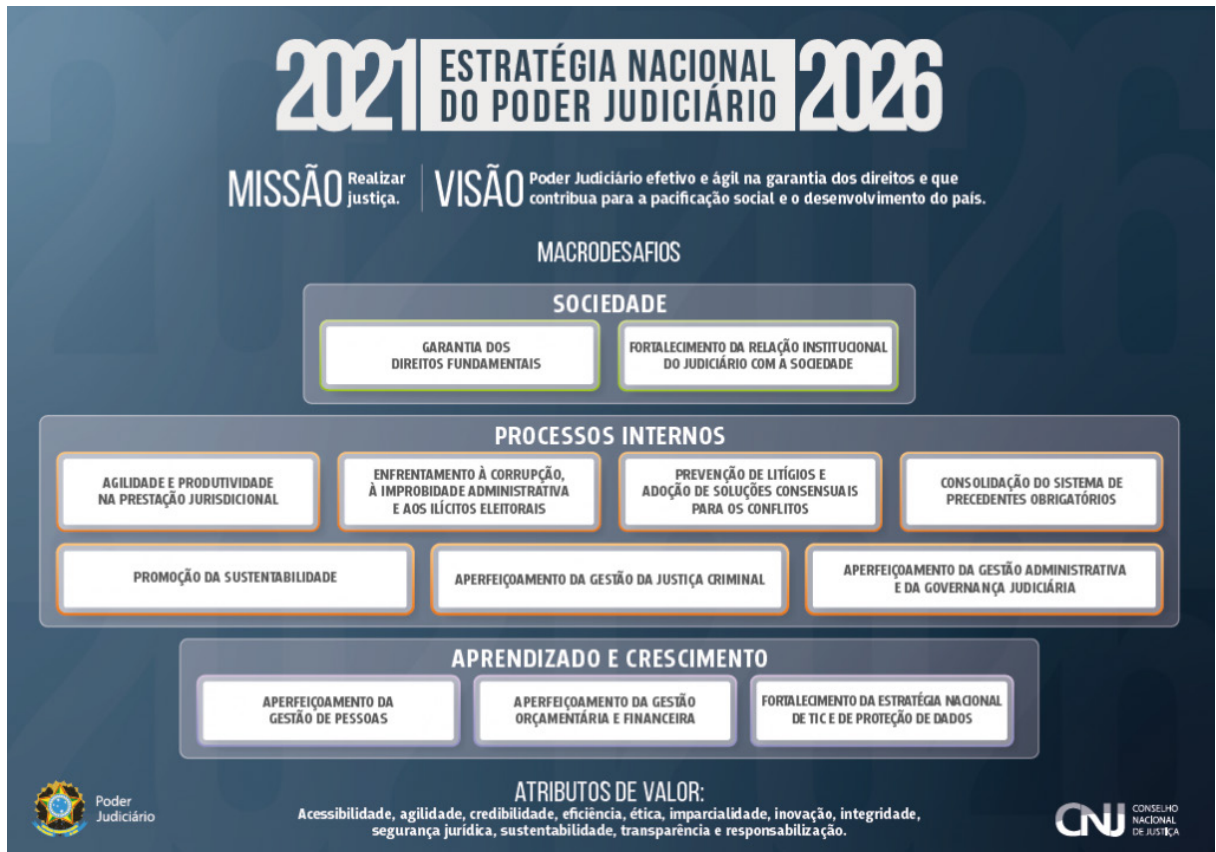 2021 ESTRATÉGIA NACIONAL DO PODER JUDICIÁRIO 2026
MISSÃO Realizar justiça.
VISÃO Poder Judiciário efetivo e ágil na garantia dos direitos e que
contribua para a pacificação social e o desenvolvimento do país.
MACRODESAFIOS
SOCIEDADE
GARANTIA DOS
DIREITOS FUNDAMENTAIS
FORTALECIMENTO DA RELAÇÃO INSTITUCIONAL
DO JUDICIÁRIO COM A SOCIEDADE
PROCESSOS INTERNOS
AGILIDADE E PRODUTIVIDADE
NA PRESTAÇÃO JURISDICIONAL
ENFRENTAMENTO À CORRUPÇÃO,
À IMPROBIDADE ADMINISTRATIVA
E AOS ILÍCITOS ELEITORAIS
PREVENÇÃO DE LITÍGIOS E
ADOÇÃO DE SOLUÇÕES CONSENSUAIS
PARA OS CONFLITOS
CONSOLIDAÇÃO DO SISTEMA DE
PRECEDENTES OBRIGATÓRIOS
PROMOÇÃO DA SUSTENTABILIDADE
APERFEIÇOAMENTO DA GESTÃO DA JUSTIÇA CRIMINAL
APERFEIÇOAMENTO DA GESTÃO ADMINISTRATIVA
E DA GOVERNANÇA JUDICIÁRIA
APRENDIZADO E CRESCIMENTO
APERFEIÇOAMENTO DA
GESTÃO DE PESSOAS
APERFEIÇOAMENTO DA GESTÃO
ORÇAMENTÁRIA E FINANCEIRA
FORTALECIMENTO DA ESTRATÉGIA NACIONAL
DE TIC E DE PROTEÇÃO DE DADOS
ATRIBUTOS DE VALOR:
Acessibilidade, agilidade, credibilidade, eficiência, ética, imparcialidade, inovação, integridade,
segurança jurídica, sustentabilidade, transparência e responsabilização.
Poder
Judiciário
CNJ
CONSELHO
NACIONAL
DE JUSTIÇA